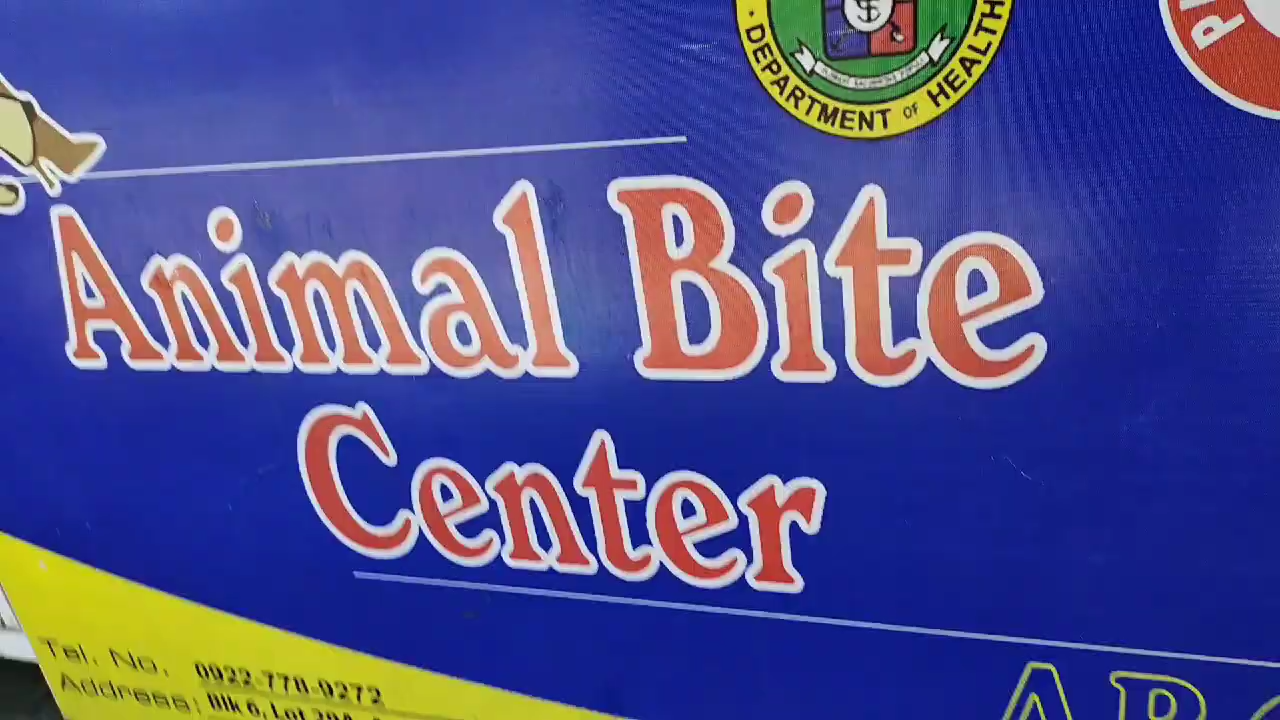 DEPARTMENT OF HEALTH
Animal Bite
Center
Tel. No. 0922-778-9272
Address: Blk 6, Lot